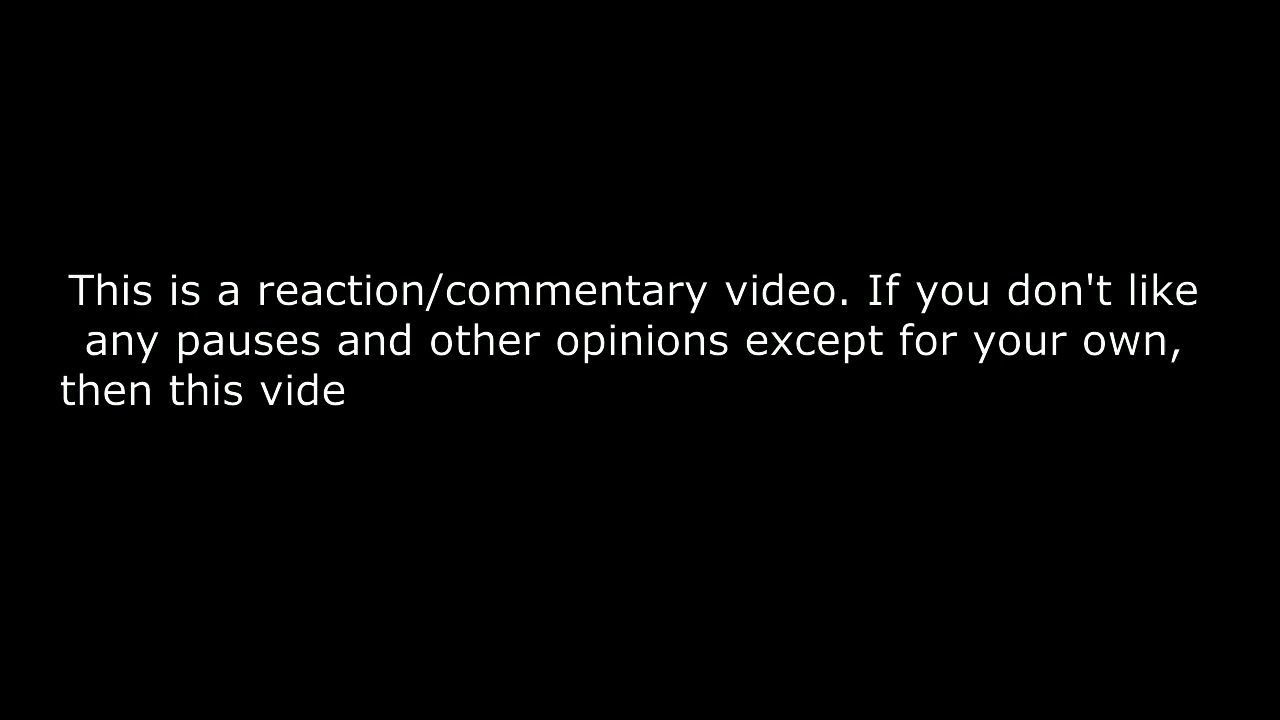 This is a reaction/commentary video. If you don't like
any pauses and other opinions except for your own,
then this vide